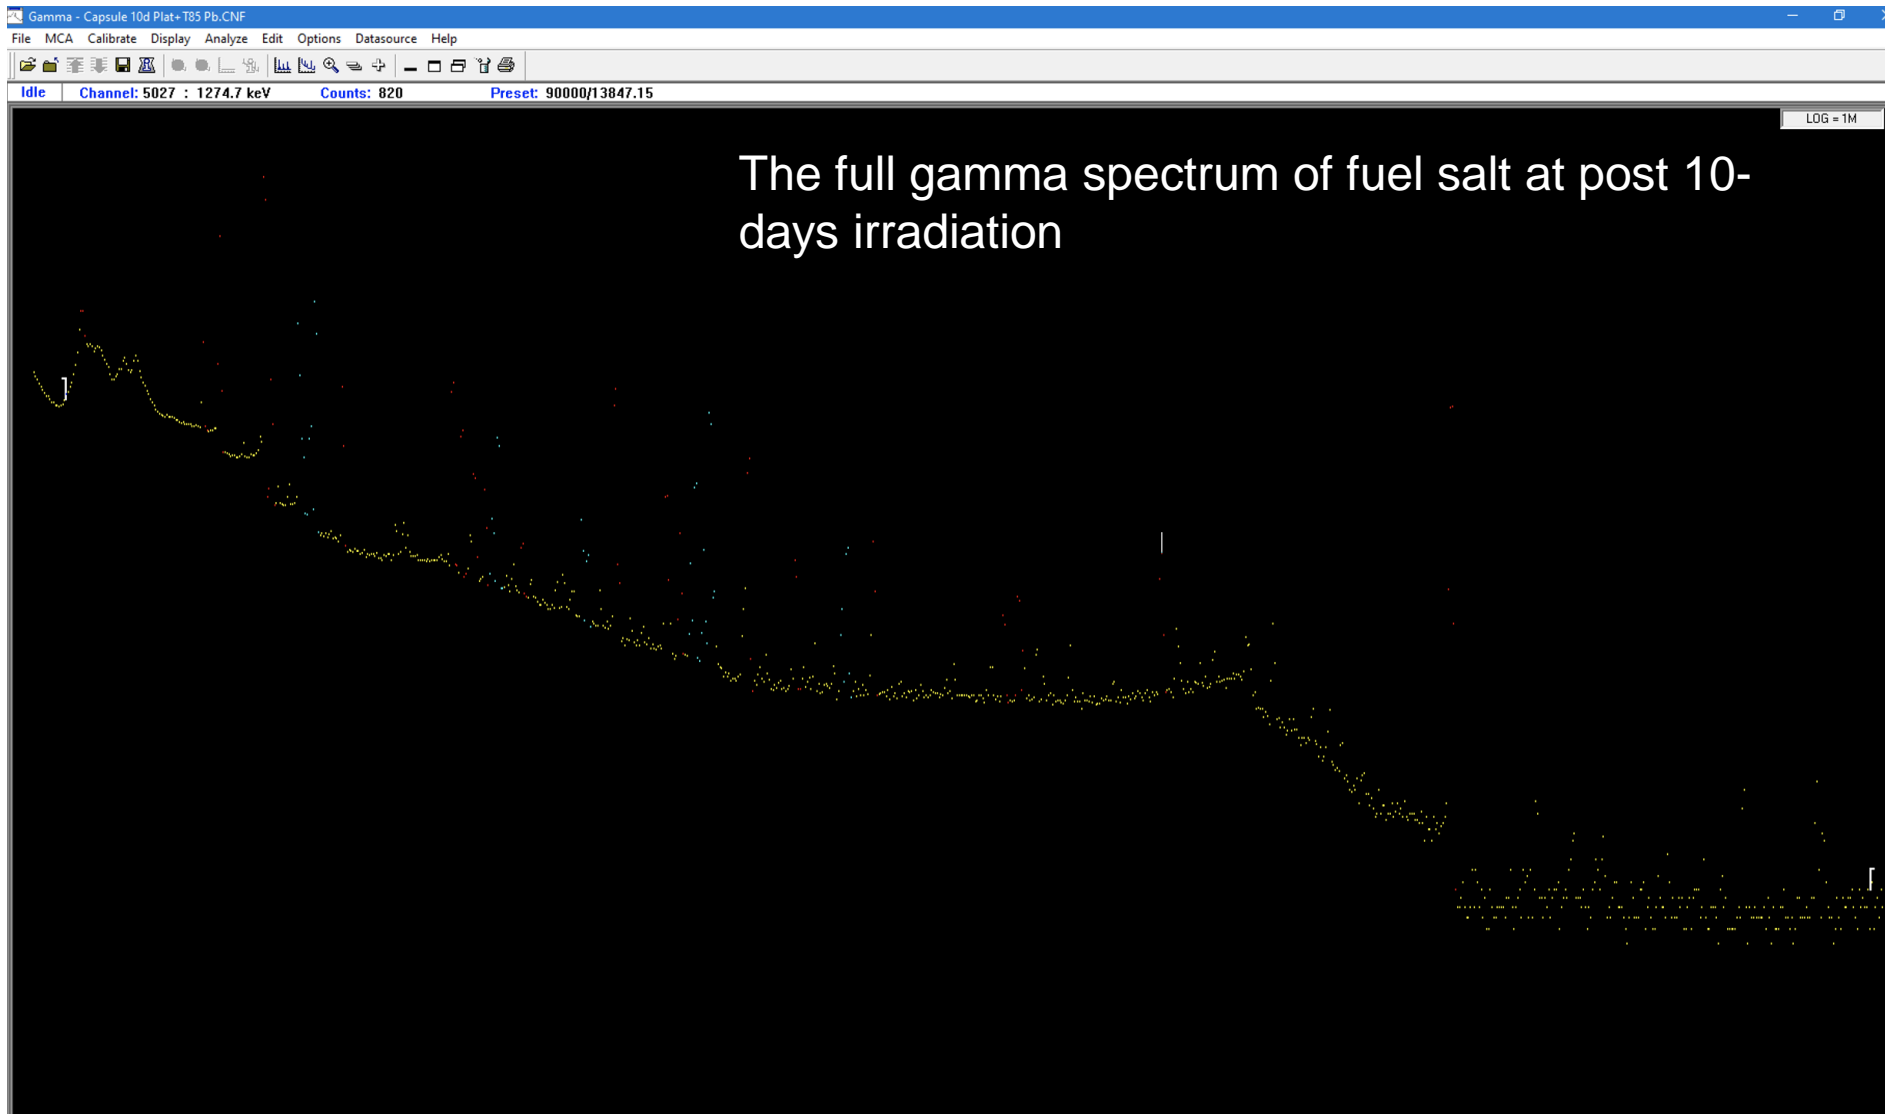 Gamma - Capsule 10d Plat+T85 Pb.CNF
File MCA Calibrate Display Analyze Edit Options Datasource Help
Idle Channel: 5027 : 1274.7 keV Counts: 820 Preset: 90000/13847.15
LOG = 1M
The full gamma spectrum of fuel salt at post 10-
days irradiation